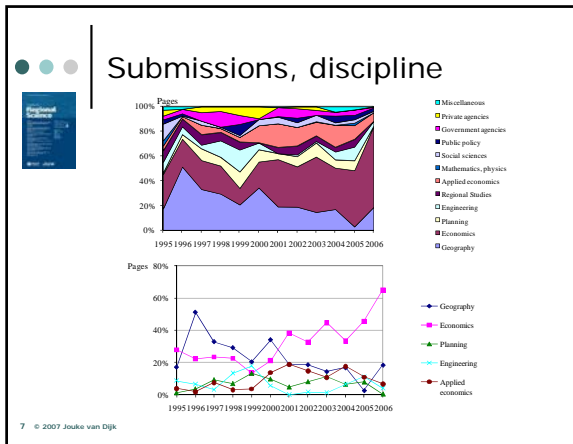 Submissions, discipline
Regional
Science
Pages
100%
80%
60%
40%
20%
0%
1995 1996 1997 1998 1999 2000 2001 2002 2003 2004 2005 2006
Miscellaneous
Private agencies
Government agencies
Public policy
Social sciences
Mathematics, physics
Applied economics
Regional Studies
Engineering
Planning
Economics
Geography
Pages 80%
60%
40%
20%
0%
1995 1996 1997 1998 1999 2000 2001 2002 2003 2004 2005 2006
Geography
Economics
Planning
Engineering
Applied
economics
7 © 2007 Jouke van Dijk